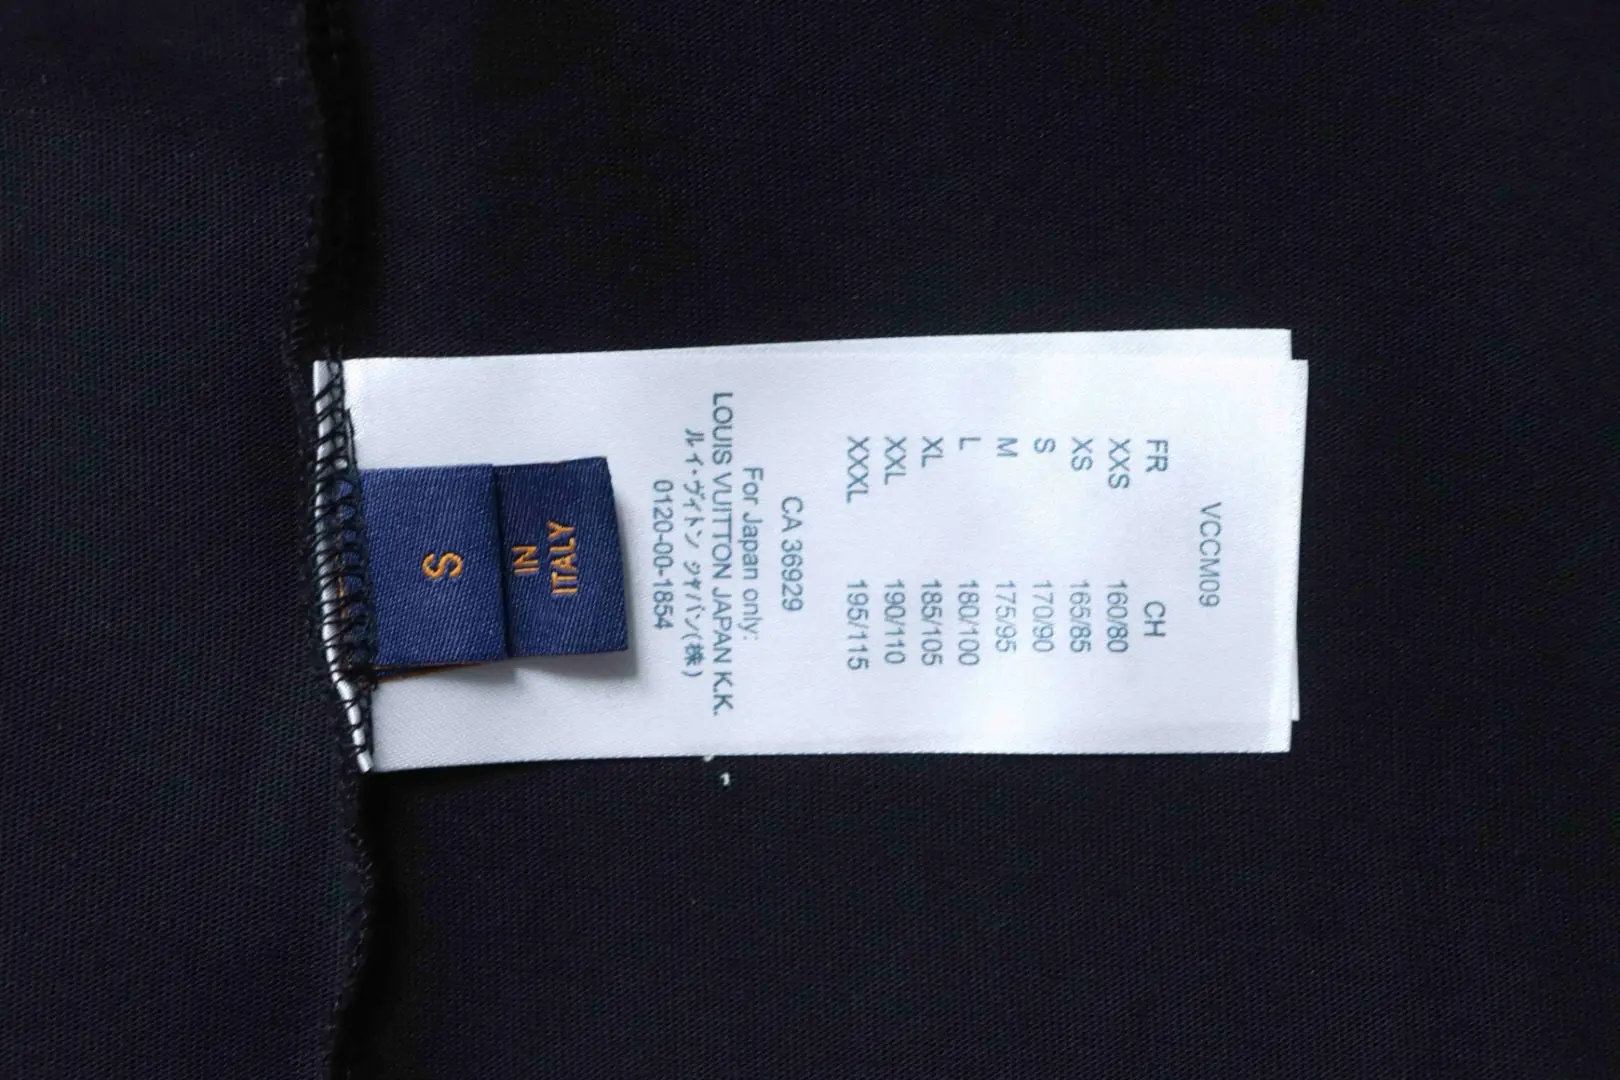 VCCM09
FR CH
XXS 160/80
XS 165/85
S 170/90
M 175/95
L 180/100
XL 185/105
XXL 190/110
XXXL 195/115
CA 36929
For Japan only:
LOUIS VUITTON JAPAN K.K.
ルイ・ヴィトン ジャパン(株)
0120-00-1854
S
IN
ITALY